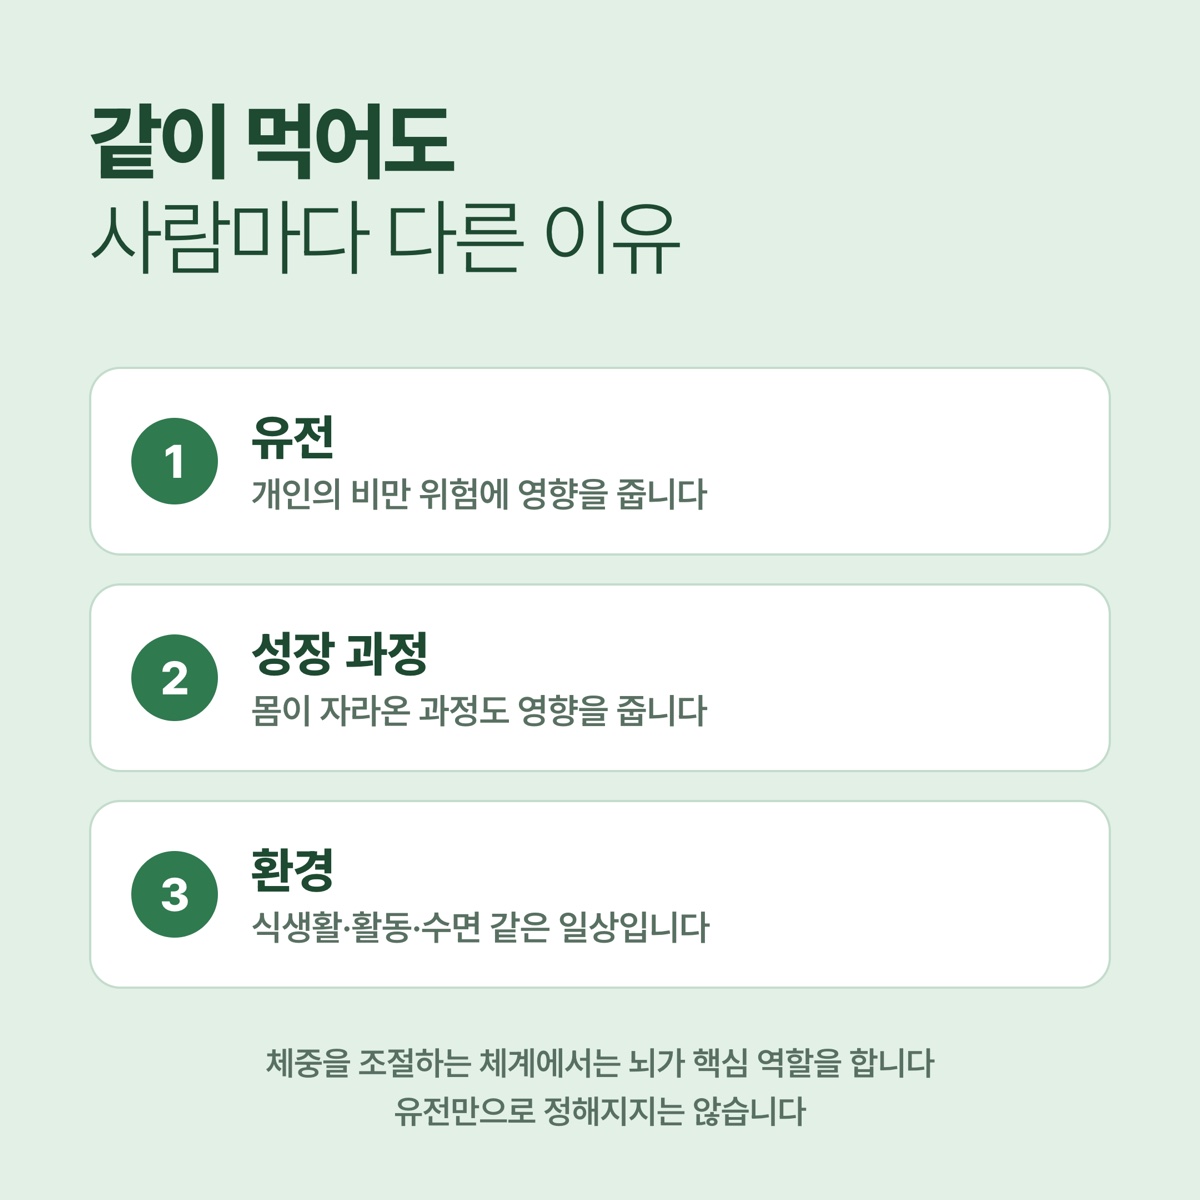 같이 먹어도
사람마다 다른 이유
1
유전
개인의 비만 위험에 영향을 줍니다
2
성장 과정
몸이 자라온 과정도 영향을 줍니다
3
환경
식생활·활동·수면 같은 일상입니다
체중을 조절하는 체계에서는 뇌가 핵심 역할을 합니다
유전만으로 정해지지는 않습니다